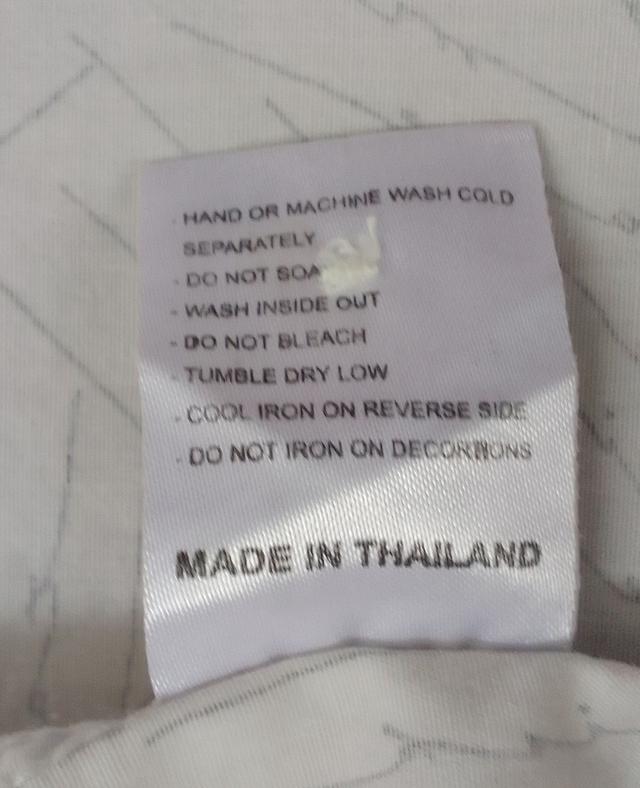 - HAND OR MACHINE WASH COLD
SEPARATELY
- DO NOT SOA
- WASH INSIDE OUT
- DO NOT BLEACH
- TUMBLE DRY LOW
- COOL IRON ON REVERSE SIDE
- DO NOT IRON ON DECORTIONS
MADE IN THAILAND